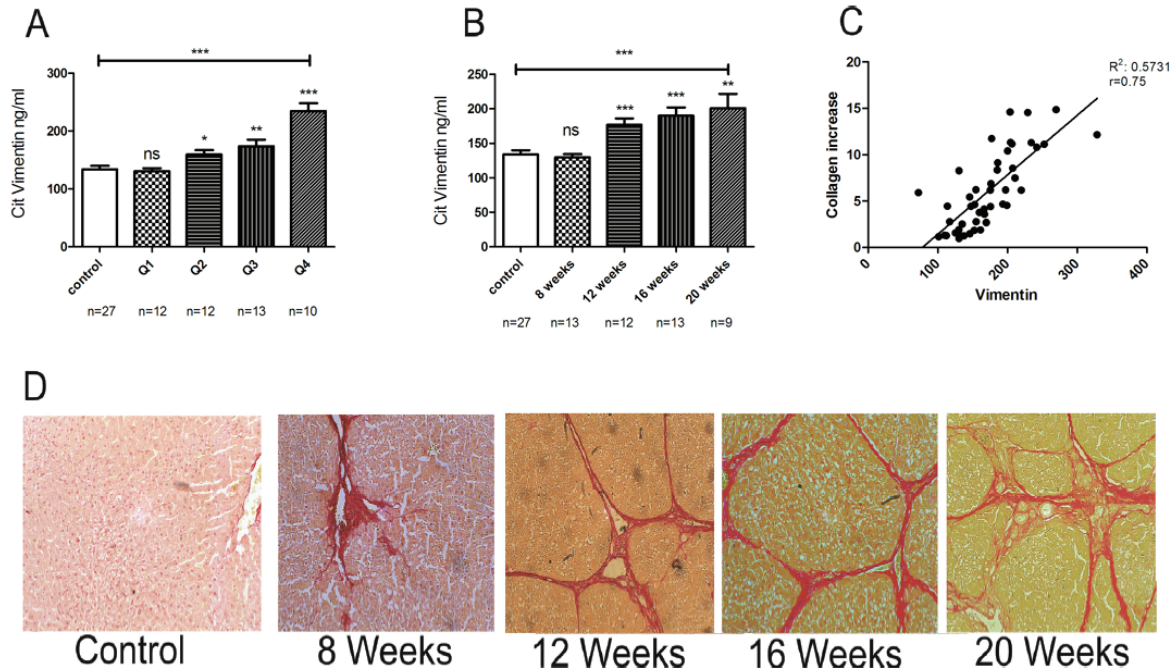 A
***
300
200
100
0
Cit Vimentin ng/ml
ns
*
**
***
control
Q1
Q2
Q3
Q4
n=27
n=12
n=12
n=13
n=10
B
***
250
200
150
100
50
0
Cit Vimentin ng/ml
ns
***
***
**
control
8 weeks
12 weeks
16 weeks
20 weeks
n=27
n=13
n=12
n=13
n=9
C
R²: 0.5731
r=0.75
20
15
10
5
0
Collagen increase
0
100
200
300
400
Vimentin
D
Control
8 Weeks
12 Weeks
16 Weeks
20 Weeks